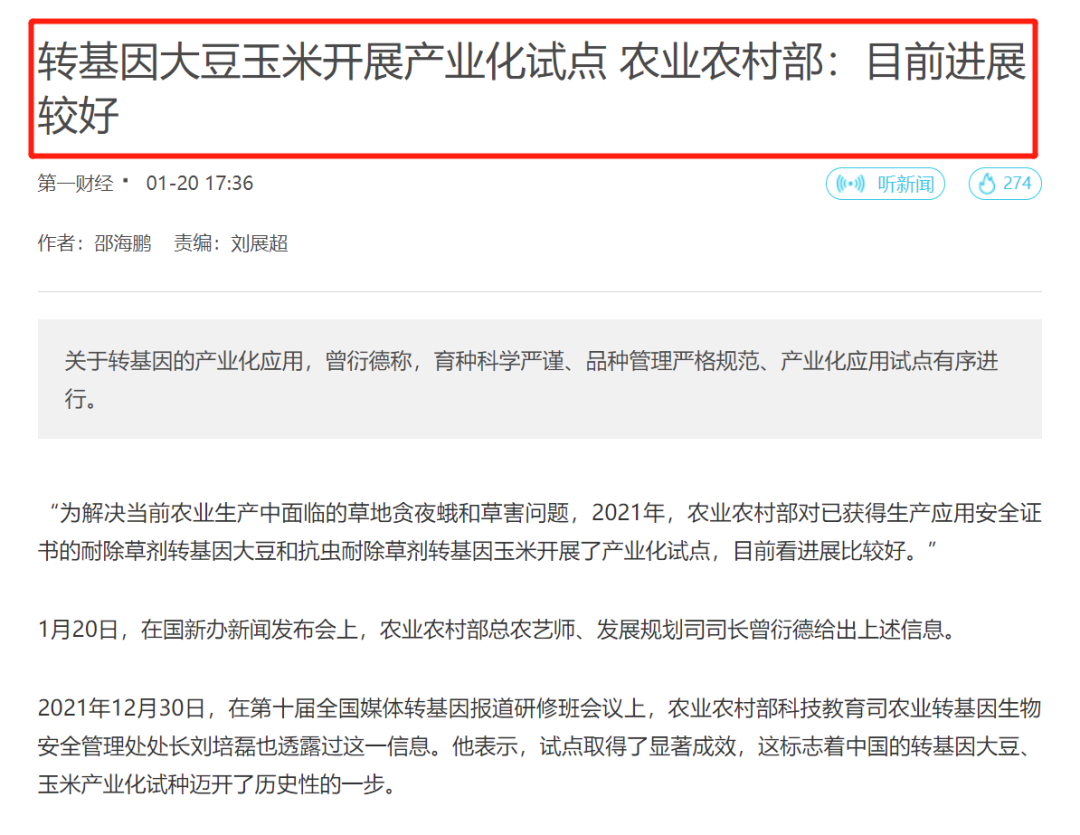 转基因大豆玉米开展产业化试点 农业农村部：目前进展
较好
第一财经 · 01-20 17:36
听新闻
274
作者：邵海鹏 责编：刘展超
关于转基因的产业化应用，曾衍德称，育种科学严谨、品种管理严格规范、产业化应用试点有序进
行。
“为解决当前农业生产中面临的草地贪夜蛾和草害问题，2021年，农业农村部对已获得生产应用安全证
书的耐除草剂转基因大豆和抗虫耐除草剂转基因玉米开展了产业化试点，目前看进展比较好。”
1月20日，在国新办新闻发布会上，农业农村部总农艺师、发展规划司司长曾衍德给出上述信息。
2021年12月30日，在第十届全国媒体转基因报道研修班会议上，农业农村部科技教育司农业转基因生物
安全管理处处长刘培磊也透露过这一信息。他表示，试点取得了显著成效，这标志着中国的转基因大豆、
玉米产业化试种迈开了历史性的一步。